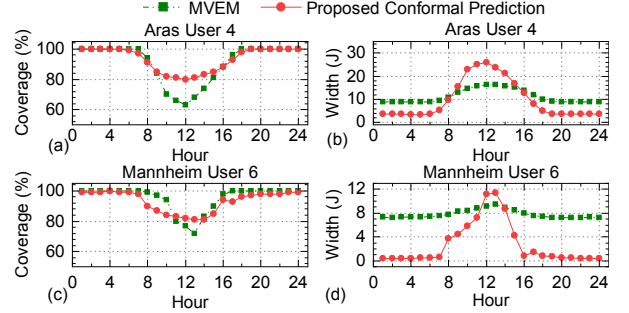 MVEM Proposed Conformal Prediction
Aras User 4
Coverage (%)
100
80
60
(a)
0 4 8 12 16 20 24
Hour
Aras User 4
Width (J)
30
20
10
0
(b)
0 4 8 12 16 20 24
Hour
Mannheim User 6
Coverage (%)
100
80
60
(c)
0 4 8 12 16 20 24
Hour
Mannheim User 6
Width (J)
12
8
4
0
(d)
0 4 8 12 16 20 24
Hour